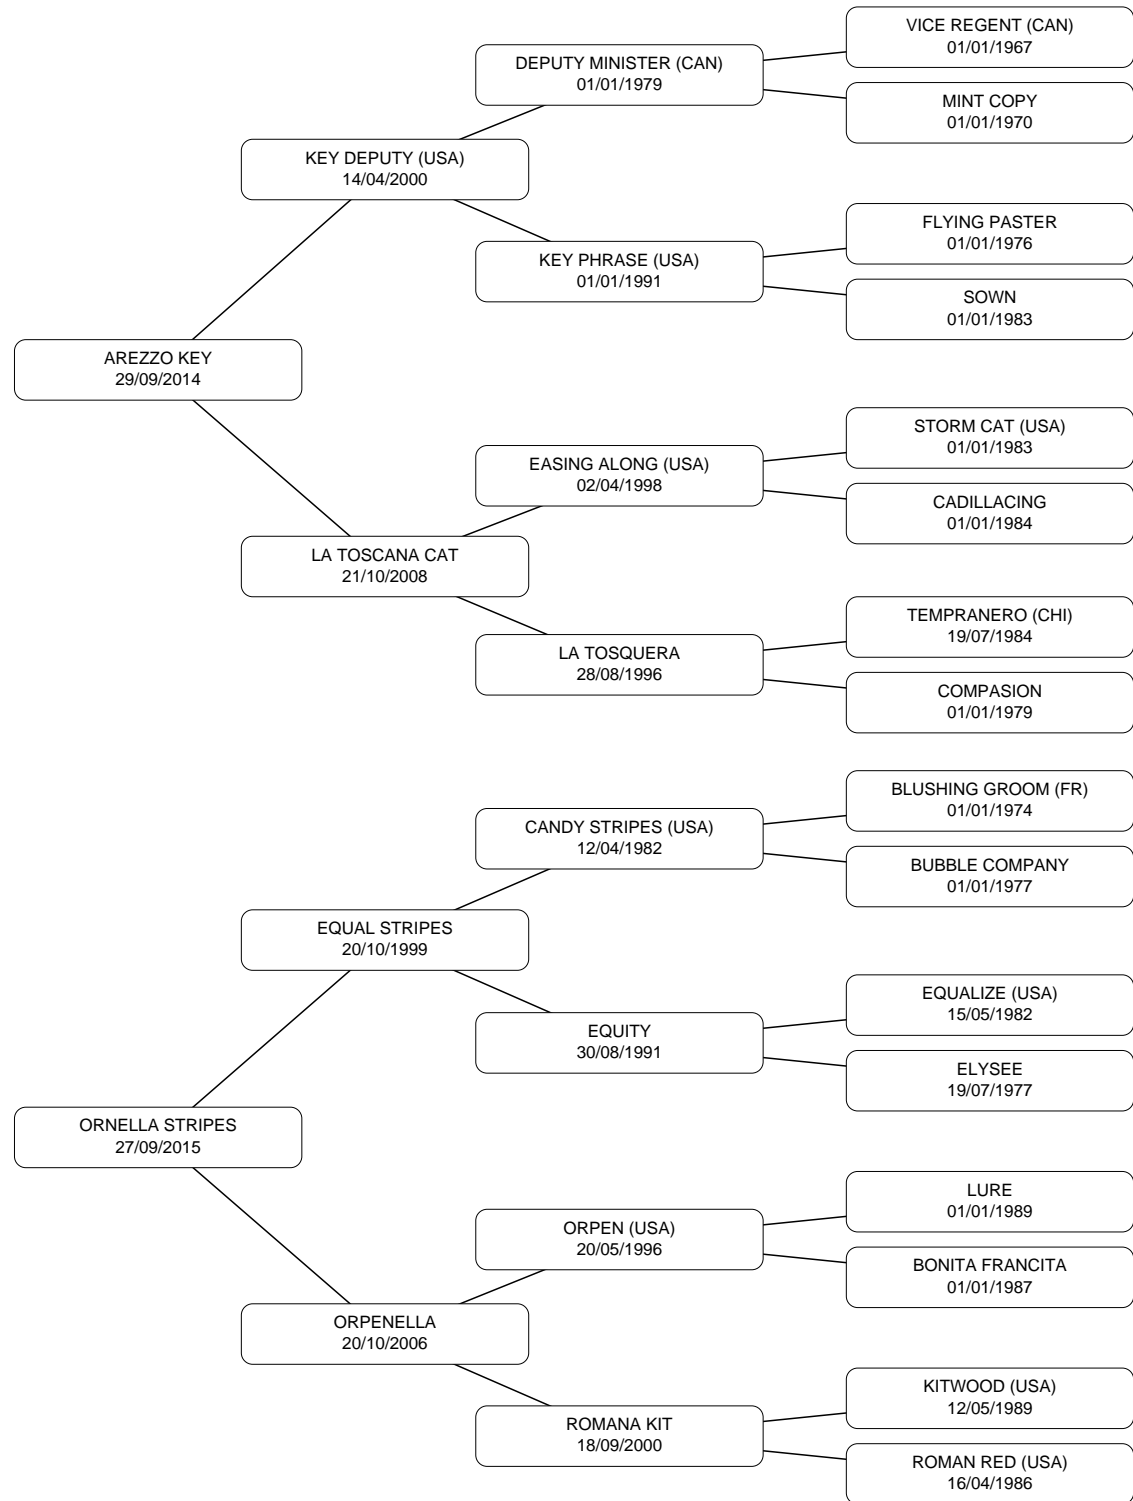 VICE REGENT (CAN)
01/01/1967
DEPUTY MINISTER (CAN)
01/01/1979
MINT COPY
01/01/1970
KEY DEPUTY (USA)
14/04/2000
FLYING PASTER
01/01/1976
KEY PHRASE (USA)
01/01/1991
SOWN
01/01/1983
AREZZO KEY
29/09/2014
STORM CAT (USA)
01/01/1983
EASING ALONG (USA)
02/04/1998
CADILLACING
01/01/1984
LA TOSCANA CAT
21/10/2008
TEMPRANERO (CHI)
19/07/1984
LA TOSQUERA
28/08/1996
COMPASION
01/01/1979
BLUSHING GROOM (FR)
01/01/1974
CANDY STRIPES (USA)
12/04/1982
BUBBLE COMPANY
01/01/1977
EQUAL STRIPES
20/10/1999
EQUALIZE (USA)
15/05/1982
EQUITY
30/08/1991
ELYSEE
19/07/1977
ORNELLA STRIPES
27/09/2015
LURE
01/01/1989
ORPEN (USA)
20/05/1996
BONITA FRANCITA
01/01/1987
ORPENELLA
20/10/2006
KITWOOD (USA)
12/05/1989
ROMANA KIT
18/09/2000
ROMAN RED (USA)
16/04/1986